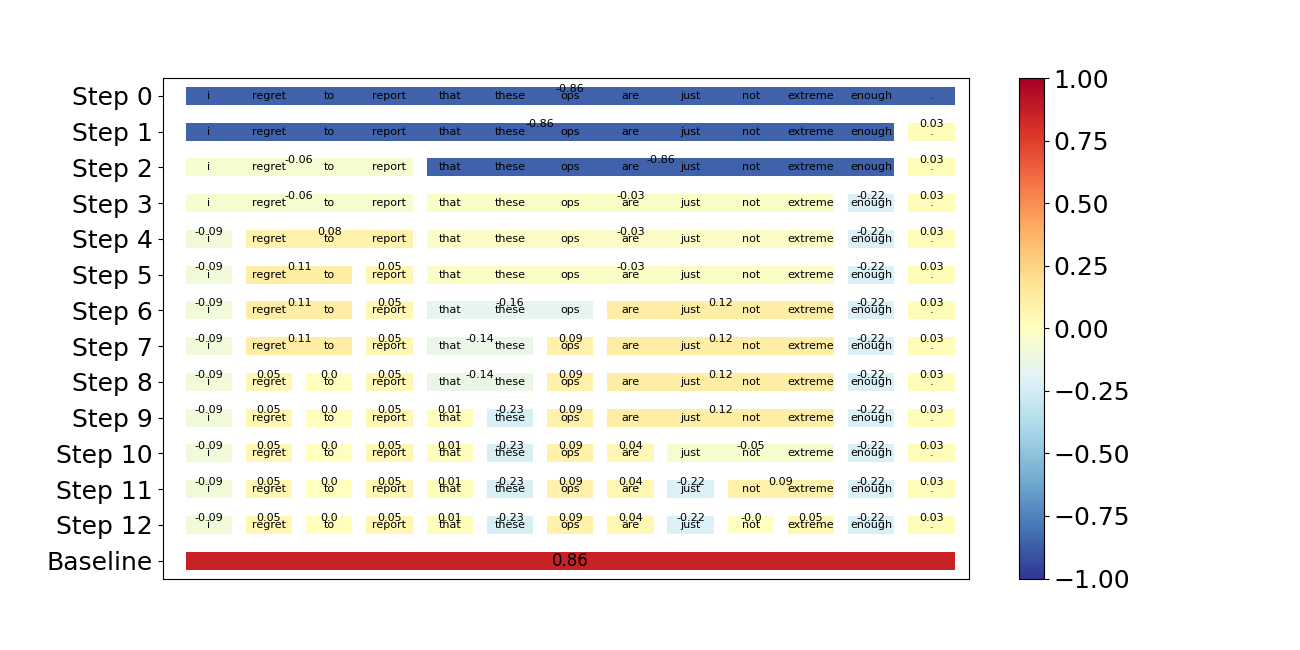 Step 0 -0.86 i regret to report that these ops are just not extreme enough .
Step 1 -0.86 0.03 i regret to report that these ops are just not extreme enough .
Step 2 -0.06 -0.86 0.03 i regret to report that these ops are just not extreme enough .
Step 3 -0.06 -0.03 -0.22 0.03 i regret to report that these ops are just not extreme enough .
Step 4 -0.09 0.08 -0.03 -0.22 0.03 i regret to report that these ops are just not extreme enough .
Step 5 -0.09 0.11 0.05 -0.03 -0.22 0.03 i regret to report that these ops are just not extreme enough .
Step 6 -0.09 0.11 0.05 -0.16 0.12 -0.22 0.03 i regret to report that these ops are just not extreme enough .
Step 7 -0.09 0.11 0.05 -0.14 0.09 0.12 -0.22 0.03 i regret to report that these ops are just not extreme enough .
Step 8 -0.09 0.05 0.0 0.05 -0.14 0.09 0.12 -0.22 0.03 i regret to report that these ops are just not extreme enough .
Step 9 -0.09 0.05 0.0 0.05 0.01 -0.23 0.09 0.12 -0.22 0.03 i regret to report that these ops are just not extreme enough .
Step 10 -0.09 0.05 0.0 0.05 0.01 -0.23 0.09 0.04 -0.05 -0.22 0.03 i regret to report that these ops are just not extreme enough .
Step 11 -0.09 0.05 0.0 0.05 0.01 -0.23 0.09 0.04 -0.22 0.09 -0.22 0.03 i regret to report that these ops are just not extreme enough .
Step 12 -0.09 0.05 0.0 0.05 0.01 -0.23 0.09 0.04 -0.22 -0.0 0.05 -0.22 0.03 i regret to report that these ops are just not extreme enough .
Baseline 0.86
1.00
0.75
0.50
0.25
0.00
−0.25
−0.50
−0.75
−1.00